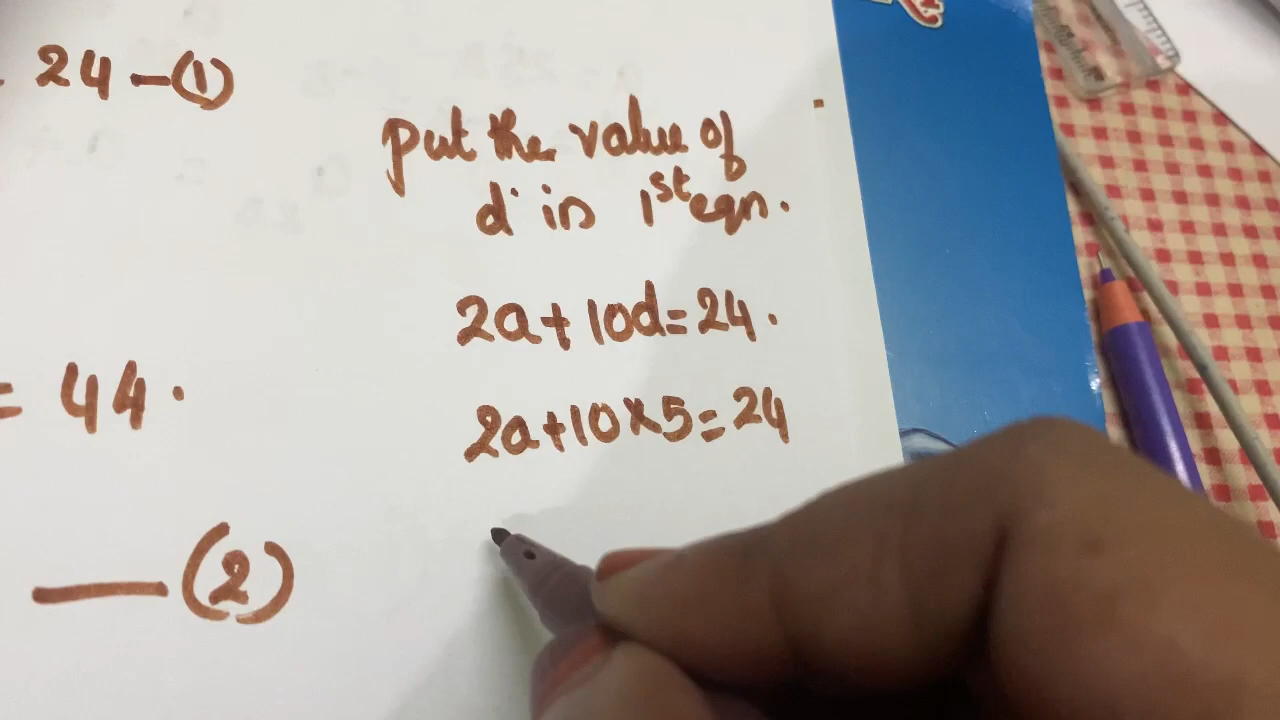 24 —(1)
put the value of
d in 1st eqn.
2a + 10d = 24.
= 44.
2a + 10 × 5 = 24
— (2)